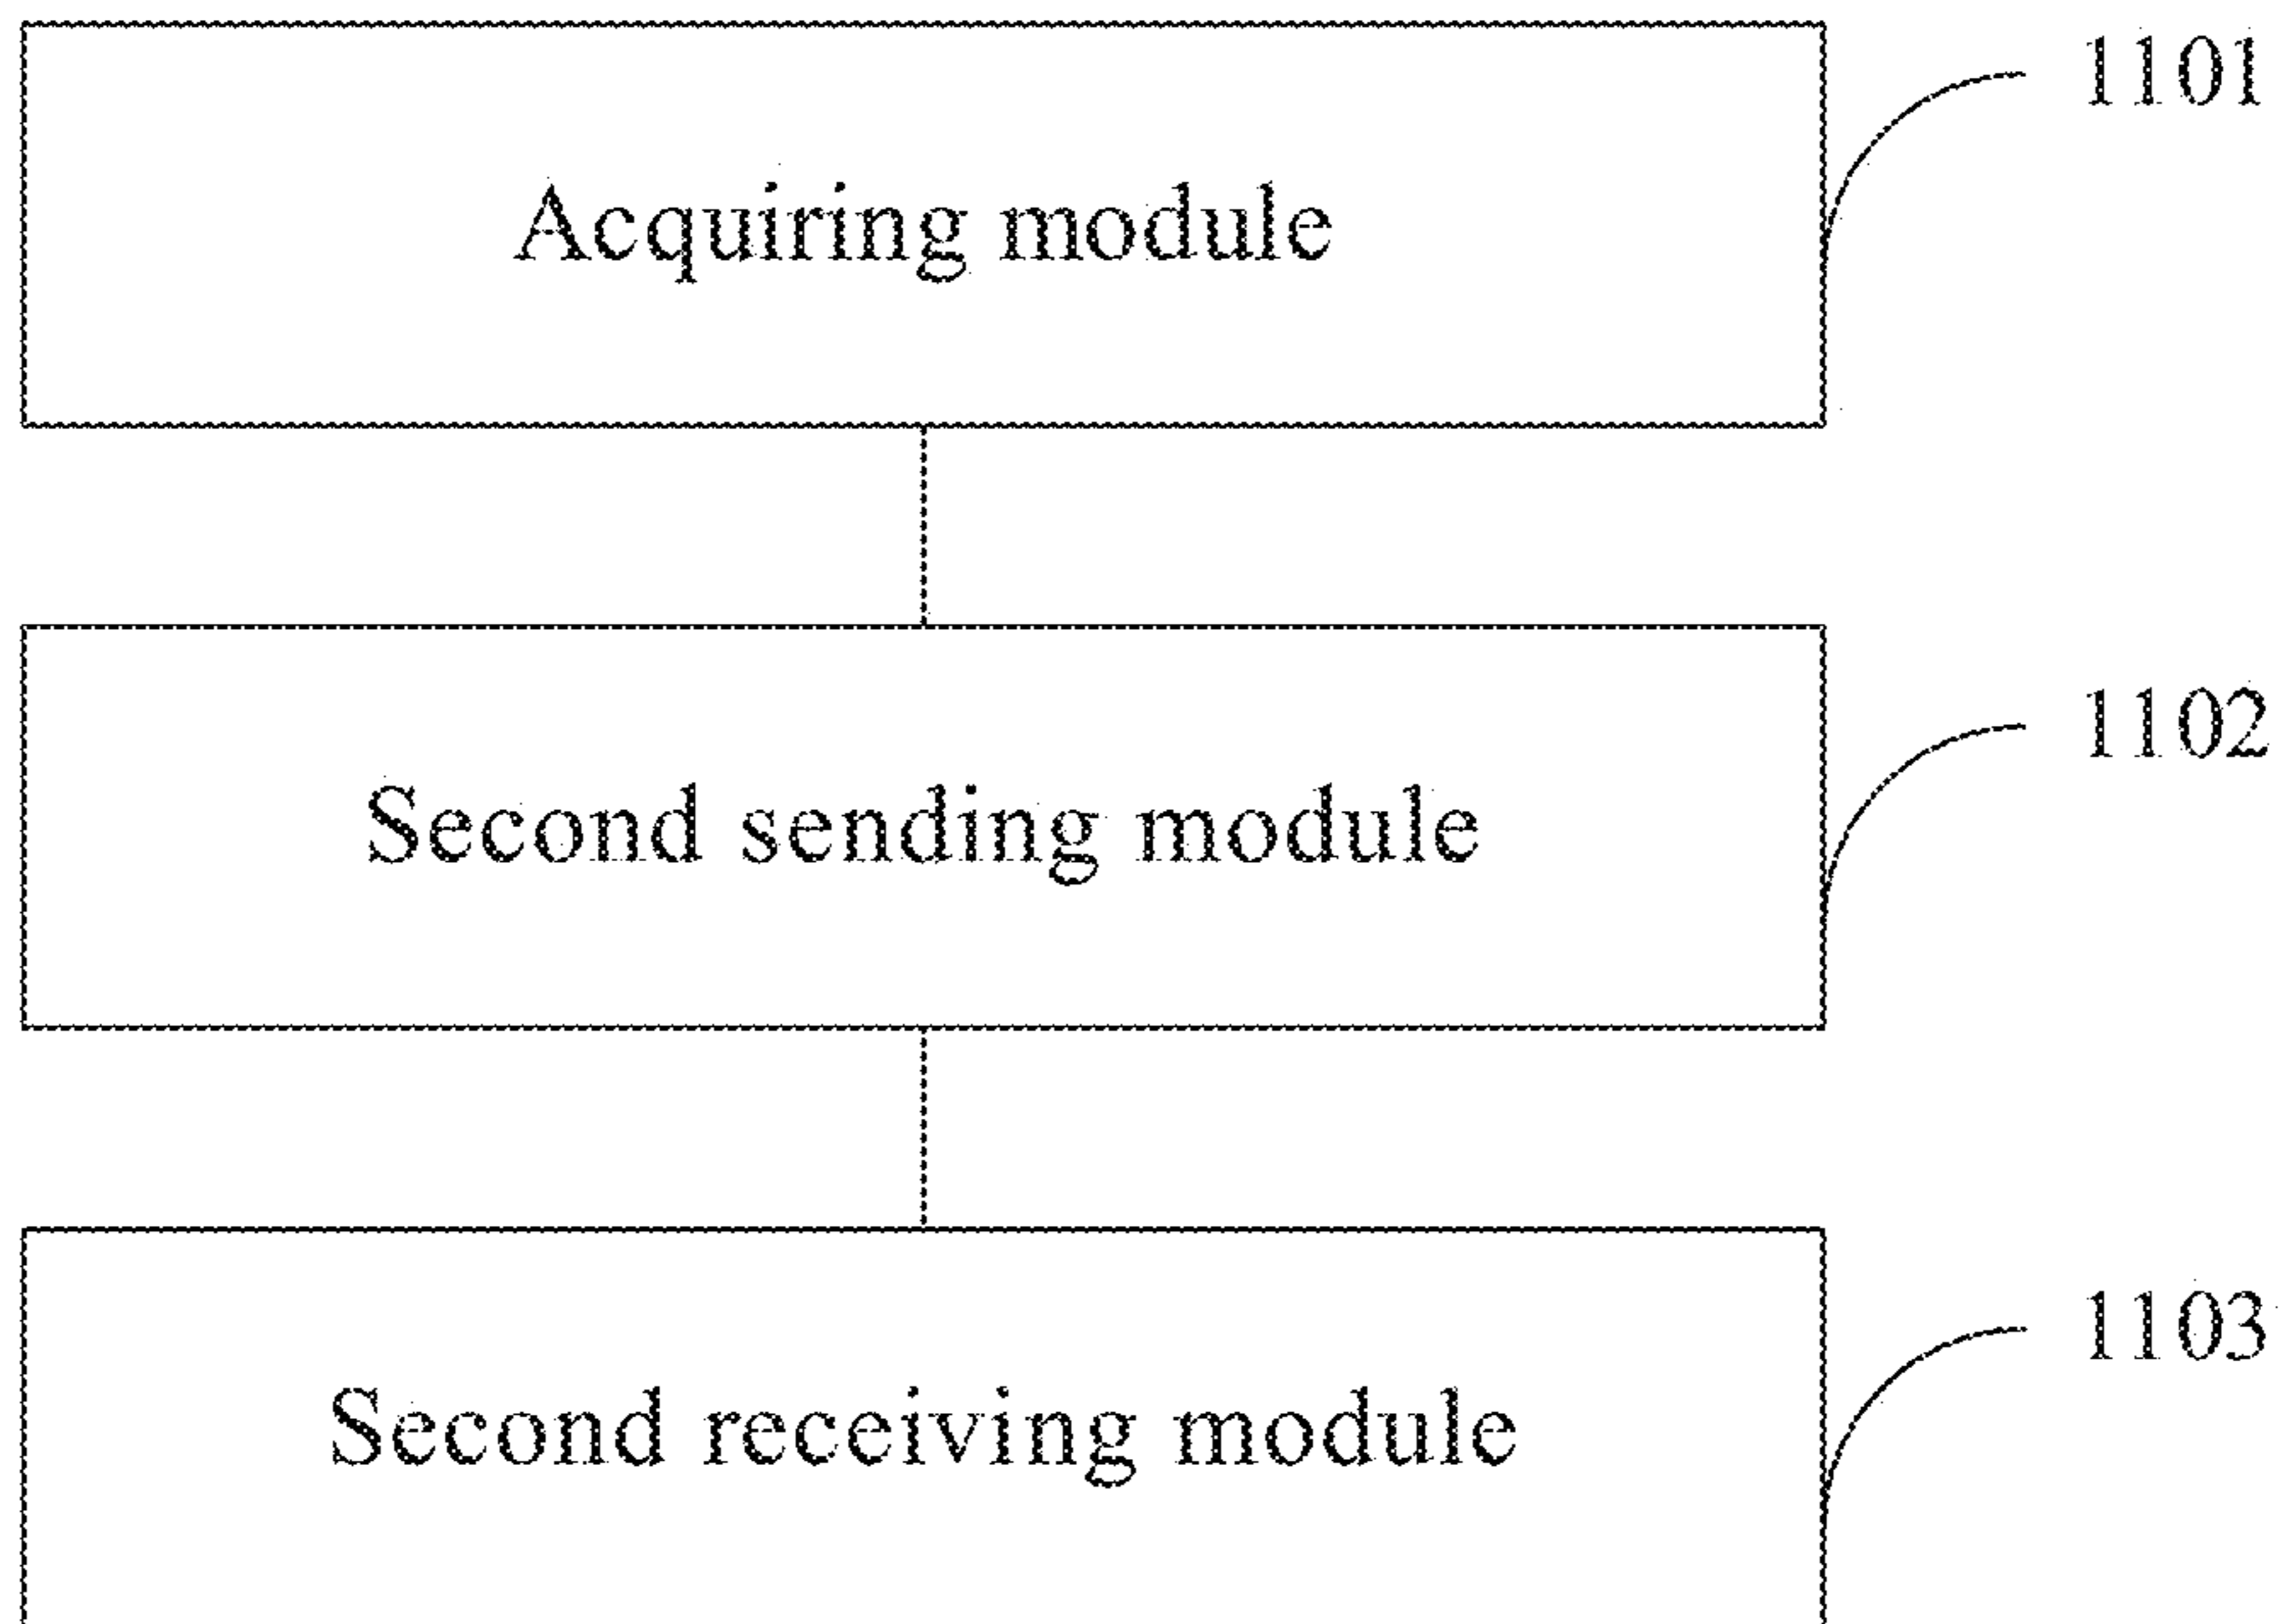 1101
Acquiring module
1102
Second sending module
1103
Second receiving module